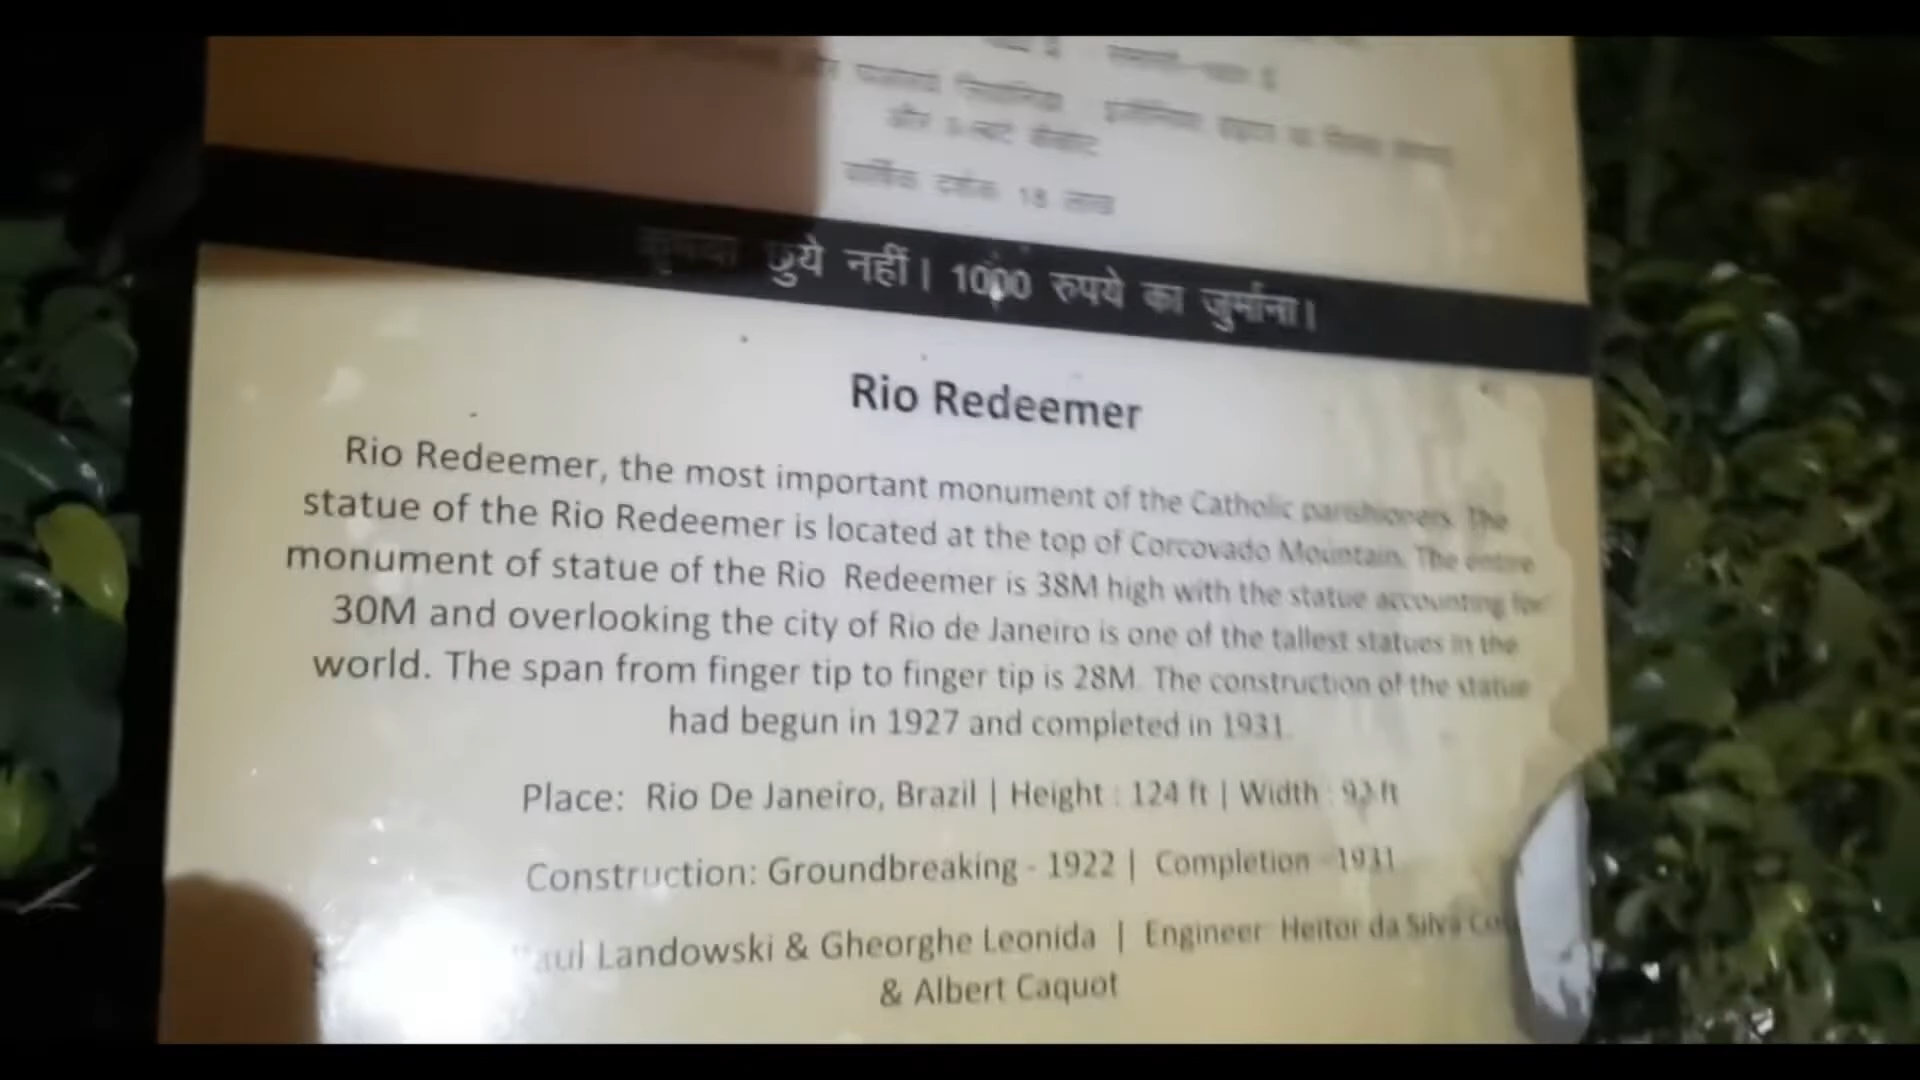 वार्षिक दर्शक 18 लाख
छुये नहीं। 1000 रुपये का जुर्माना।
Rio Redeemer
Rio Redeemer, the most important monument of the Catholic parishioners. The
statue of the Rio Redeemer is located at the top of Corcovado Mountain. The entire
monument of statue of the Rio Redeemer is 38M high with the statue accounting for
30M and overlooking the city of Rio de Janeiro is one of the tallest statues in the
world. The span from finger tip to finger tip is 28M. The construction of the statue
had begun in 1927 and completed in 1931.
Place: Rio De Janeiro, Brazil | Height : 124 ft | Width : ft
Construction: Groundbreaking - 1922 | Completion - 1931
Landowski & Gheorghe Leonida | Engineer Heitor da Silva
& Albert Caquot